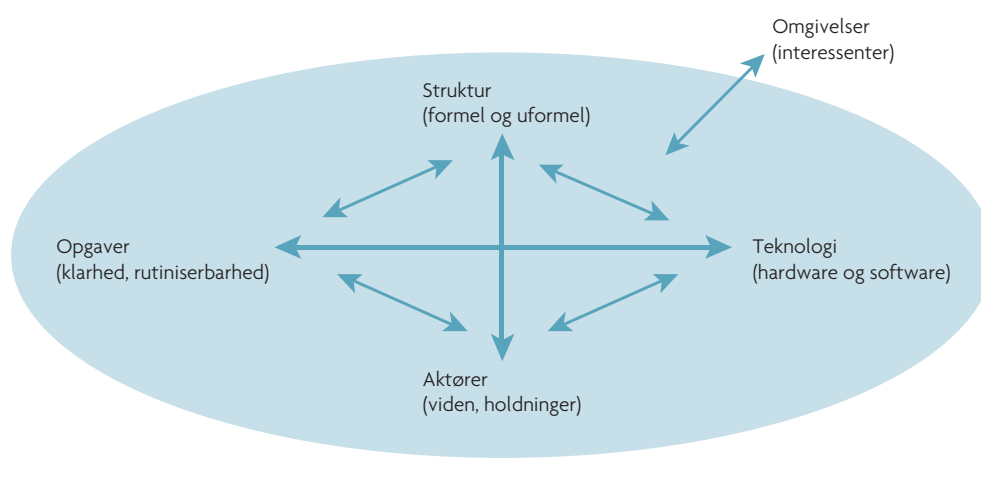 Omgivelser
(interessenter)
Struktur
(formel og uformel)
Opgaver
(klarhed, rutiniserbarhed)
Teknologi
(hardware og software)
Aktører
(viden, holdninger)